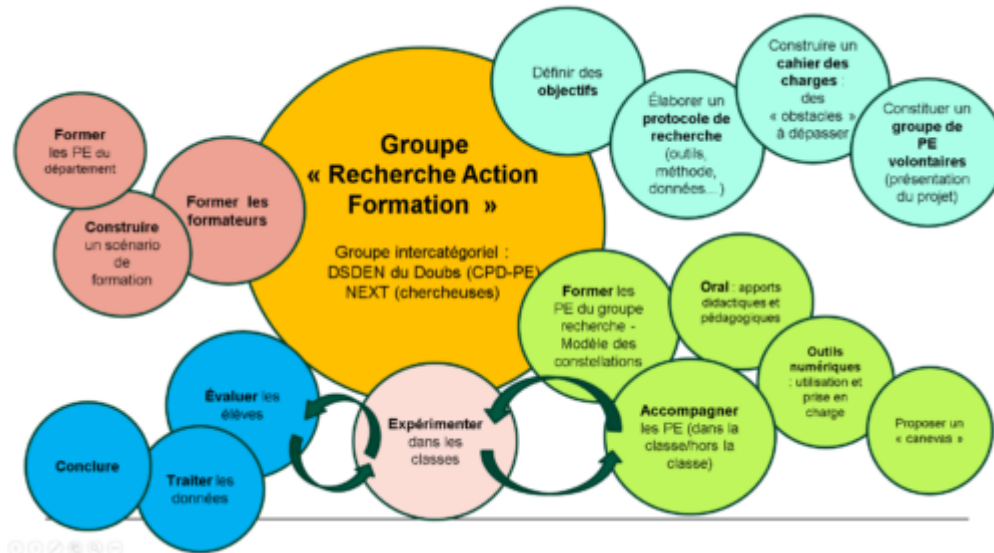 Groupe
« Recherche Action
Formation »
Groupe intercatégoriel :
DSDEN du Doubs (CPD-PE)
NEXT (chercheuses)
Définir des
objectifs
Élaborer un
protocole de
recherche
(outils,
méthode,
données...)
Construire un
cahier des
charges :
des
« obstacles »
à dépasser
Constituer un
groupe de
PE
volontaires
(présentation
du projet)
Former
les PE du
département
Construire
un scénario
de
formation
Former les
formateurs
Former les
PE du groupe
recherche -
Modèle des
constellations
Oral : apports
didactiques et
pédagogiques
Outils
numériques
: utilisation et
prise en
charge
Proposer un
« canevas »
Accompagner
les PE (dans la
classe/hors la
classe)
Expérimenter
dans les
classes
Évaluer les
élèves
Traiter les
données
Conclure